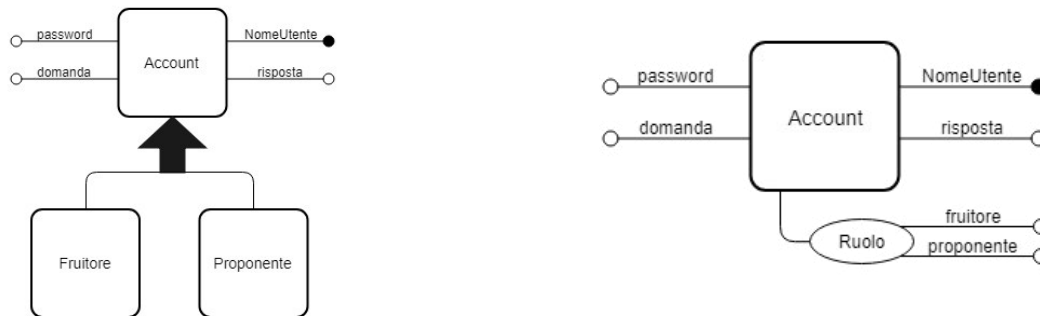 password
NomeUtente
Account
domanda
risposta
Fruitore
Proponente
password
NomeUtente
Account
domanda
risposta
fruitore
Ruolo
proponente